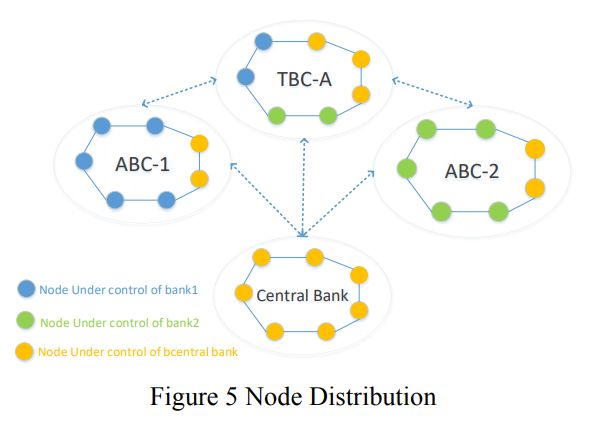 TBC-A
ABC-1
ABC-2
Central Bank
Node Under control of bank1
Node Under control of bank2
Node Under control of bcentral bank
Figure 5 Node Distribution